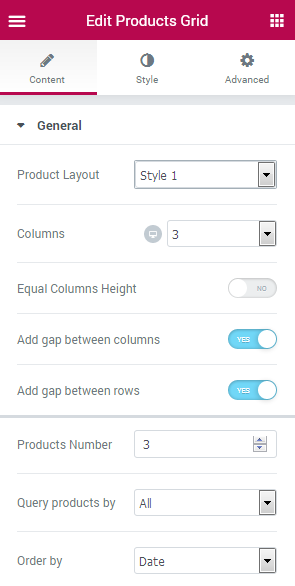 Edit Products Grid
Content Style Advanced
General
Product Layout Style 1
Columns 3
Equal Columns Height NO
Add gap between columns YES
Add gap between rows YES
Products Number 3
Query products by All
Order by Date